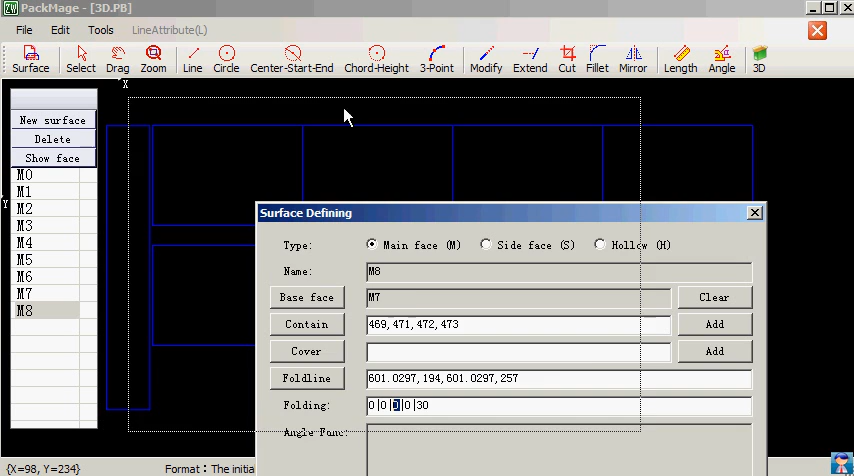 PackMage - [3D.PB]
File Edit Tools LineAttribute(L)
Surface Select Drag Zoom Line Circle Center-Start-End Chord-Height 3-Point Modify Extend Cut Fillet Mirror Length Angle 3D
X
New surface
Delete
Show face
M0
M1
Y
M2
M3
M4
M5
M6
M7
M8
Surface Defining
Type: Main face (M) Side face (S) Hollow (H)
Name: M8
Base face M7 Clear
Contain 469,471,472,473 Add
Cover Add
Foldline 601.0297,194,601.0297,257
Folding: 0|0|0|0|30
Angle Func:
{X=98, Y=234} Format：The initia